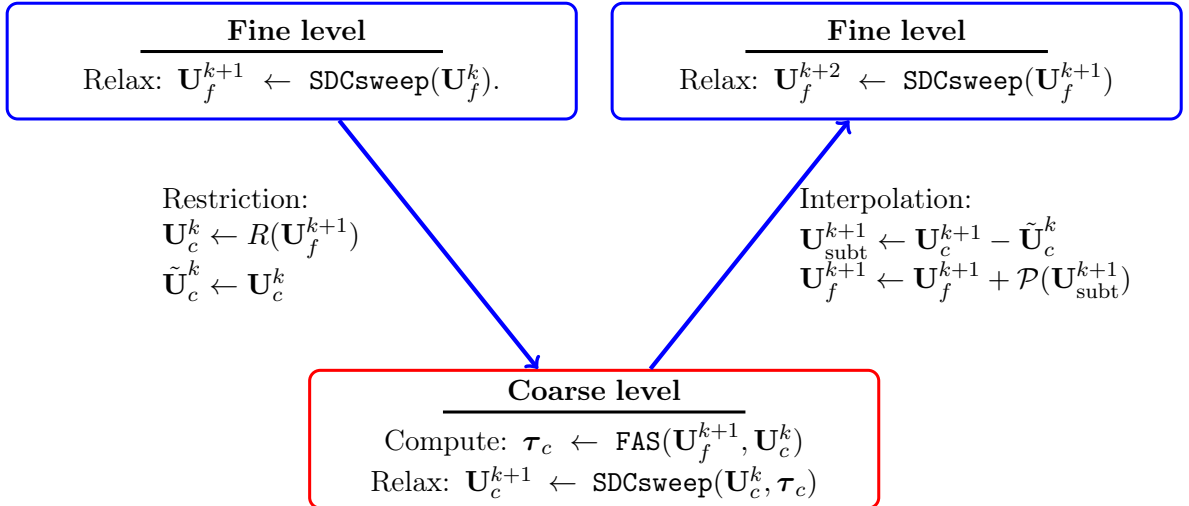 Fine level
Relax: U_f^{k+1} ← SDCsweep(U_f^k).
Fine level
Relax: U_f^{k+2} ← SDCsweep(U_f^{k+1})
Restriction:
U_c^k ← R(U_f^{k+1})
Ũ_c^k ← U_c^k
Interpolation:
U_subt^{k+1} ← U_c^{k+1} − Ũ_c^k
U_f^{k+1} ← U_f^{k+1} + 𝒫(U_subt^{k+1})
Coarse level
Compute: τ_c ← FAS(U_f^{k+1}, U_c^k)
Relax: U_c^{k+1} ← SDCsweep(U_c^k, τ_c)